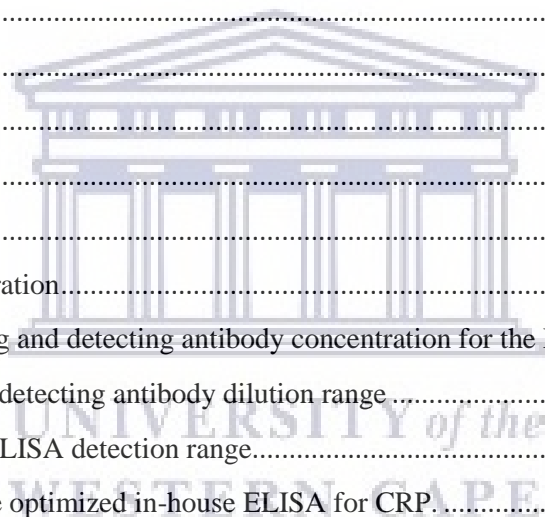 ration
g and detecting antibody concentration for the
detecting antibody dilution range
UNIVERSITY of the
LISA detection range
e optimized in-house ELISA for CRP.
WESTERN CAPE